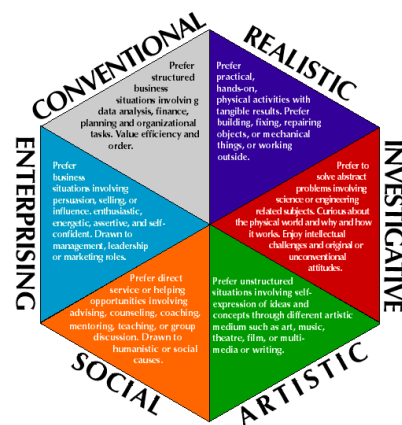 CONVENTIONAL
Prefer
structured
business
situations involvin g
data analysis, finance,
planning and organizational
tasks. Value efficiency and
order.
REALISTIC
Prefer
practical,
hands-on,
physical activities with
tangible results. Prefer
building, fixing, repairing
objects, or mechanical
things, or working
outside.
ENTERPRISING
Prefer
business
situations involving
persuasion, selling, or
influence. enthusiastic,
energetic, assertive, and self-
confident. Drawn to
management, leadership
or marketing roles.
INVESTIGATIVE
Prefer to
solve abstract
problems involving
science or engineering
related subjects. Curious about
the physical world and why and how
it works. Enjoy intellectual
challenges and original or
unconventional
attitudes.
SOCIAL
Prefer direct
service or helping
opportunities involving
advising, counseling, coaching,
mentoring, teaching, or group
discussion. Drawn to
humanistic or social
causes.
ARTISTIC
Prefer unstructured
situations involving self-
expression of ideas and
concepts through different artistic
medium such as art, music,
theatre, film, or multi-
media or writing.